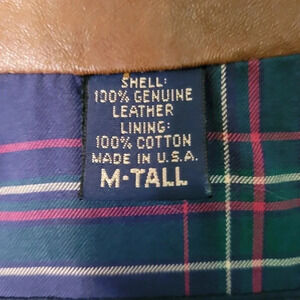 SHELL:
100% GENUINE
LEATHER
LINING:
100% COTTON
MADE IN U.S.A.
M-TALL